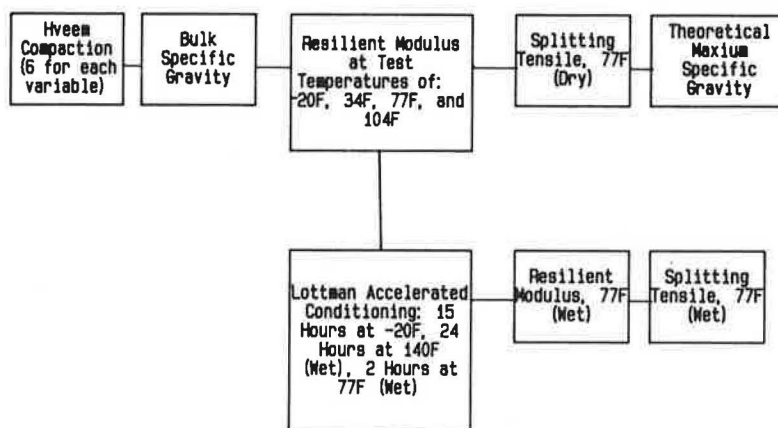 Hveem
Compaction
(6 for each
variable)
Bulk
Specific
Gravity
Resilient Modulus
at Test
Temperatures of:
-20F, 34F, 77F, and
104F
Splitting
Tensile, 77F
(Dry)
Theoretical
Maxium
Specific
Gravity
Lottman Accelerated
Conditioning: 15
Hours at -20F, 24
Hours at 140F
(Wet), 2 Hours at
77F (Wet)
Resilient
Modulus, 77F
(Wet)
Splitting
Tensile, 77F
(Wet)